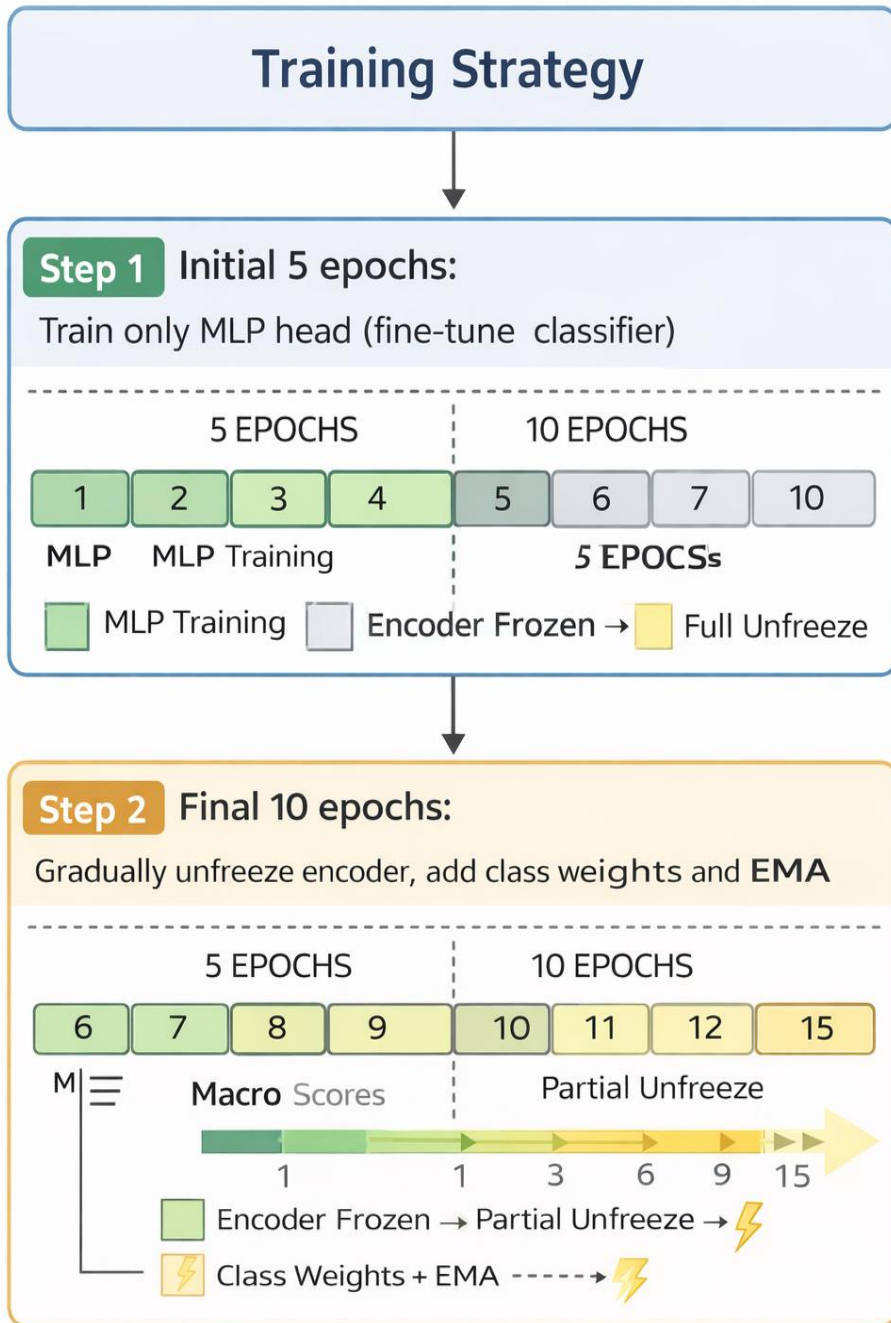 Training Strategy
Step 1 Initial 5 epochs:
Train only MLP head (fine-tune classifier)
5 EPOCHS 10 EPOCHS
1 2 3 4 5 6 7 10
MLP MLP Training 5 EPOCSs
MLP Training Encoder Frozen → Full Unfreeze
Step 2 Final 10 epochs:
Gradually unfreeze encoder, add class weights and EMA
5 EPOCHS 10 EPOCHS
6 7 8 9 10 11 12 15
M Macro Scores Partial Unfreeze
1 1 3 6 9 15
Encoder Frozen → Partial Unfreeze →
Class Weights + EMA